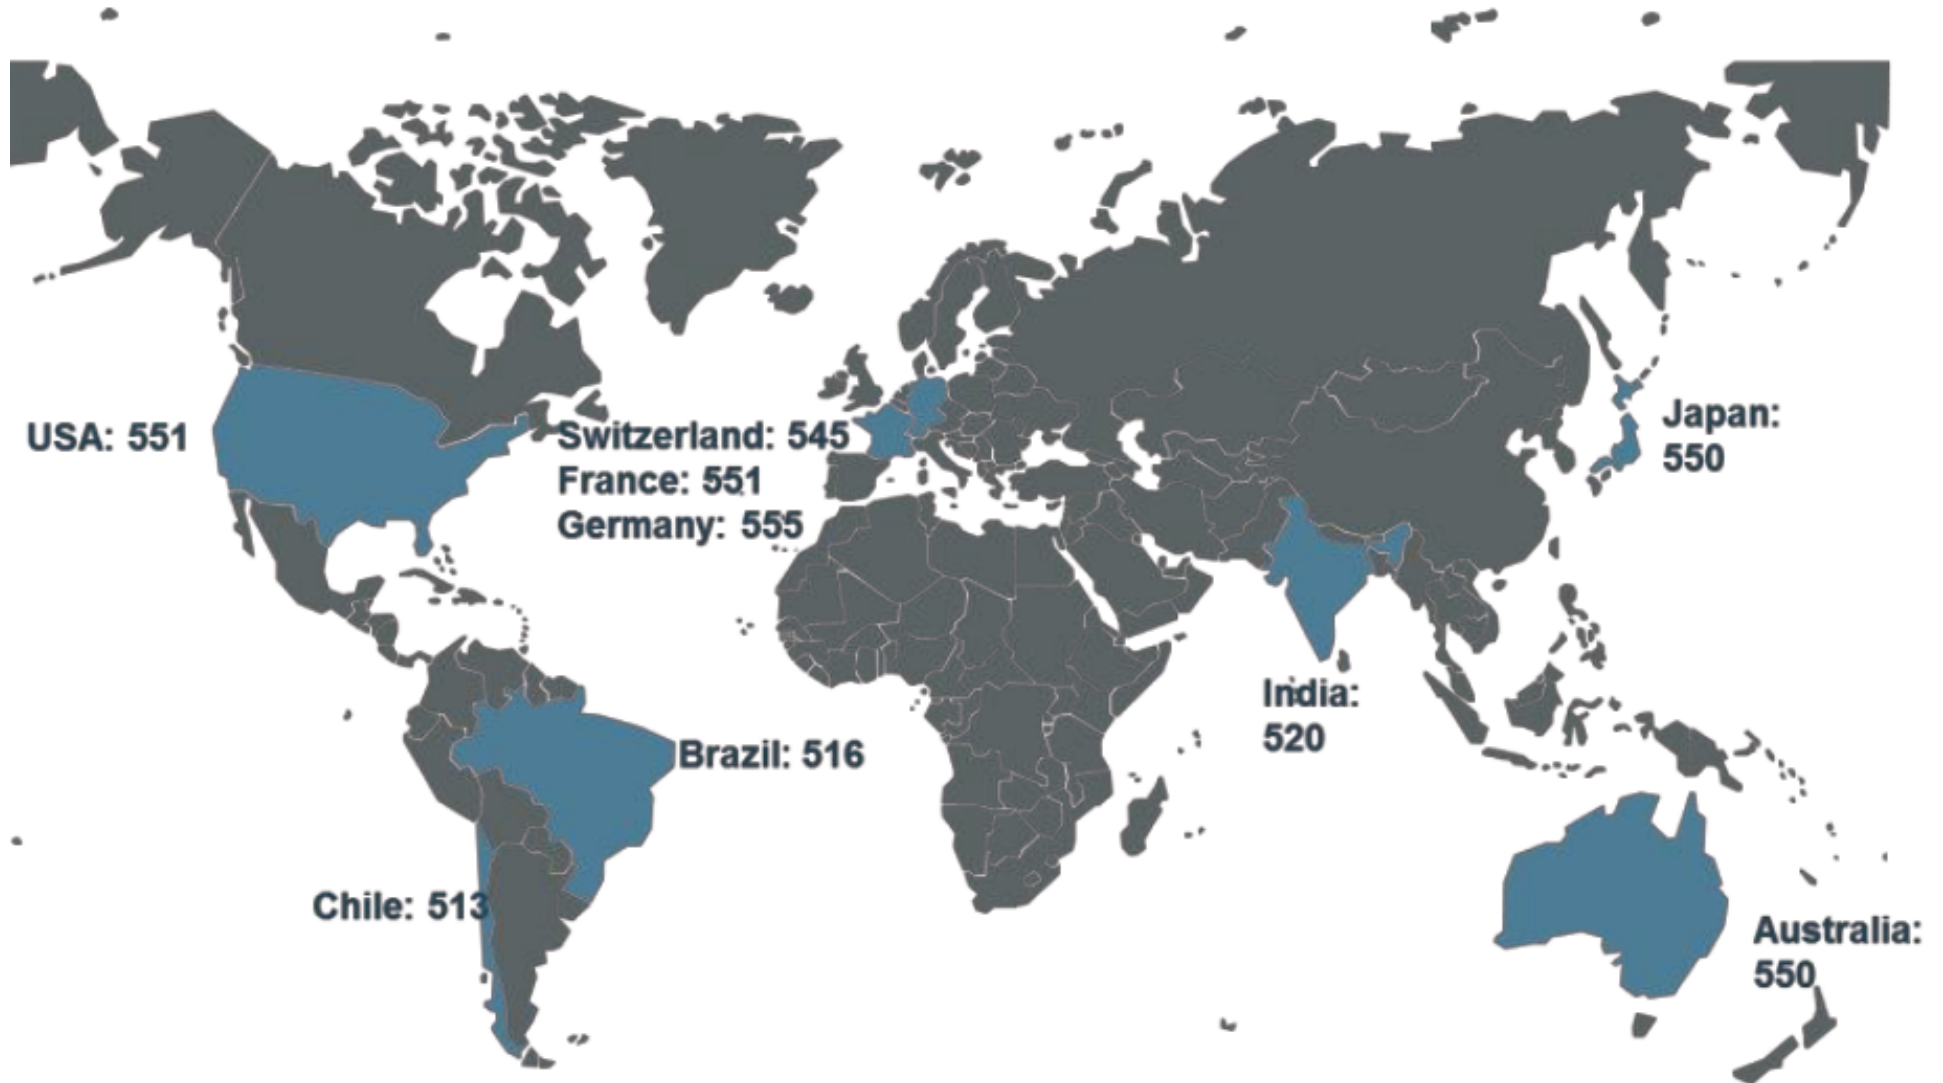 USA: 551
Switzerland: 545
France: 551
Germany: 555
Japan:
550
India:
520
Brazil: 516
Chile: 513
Australia:
550